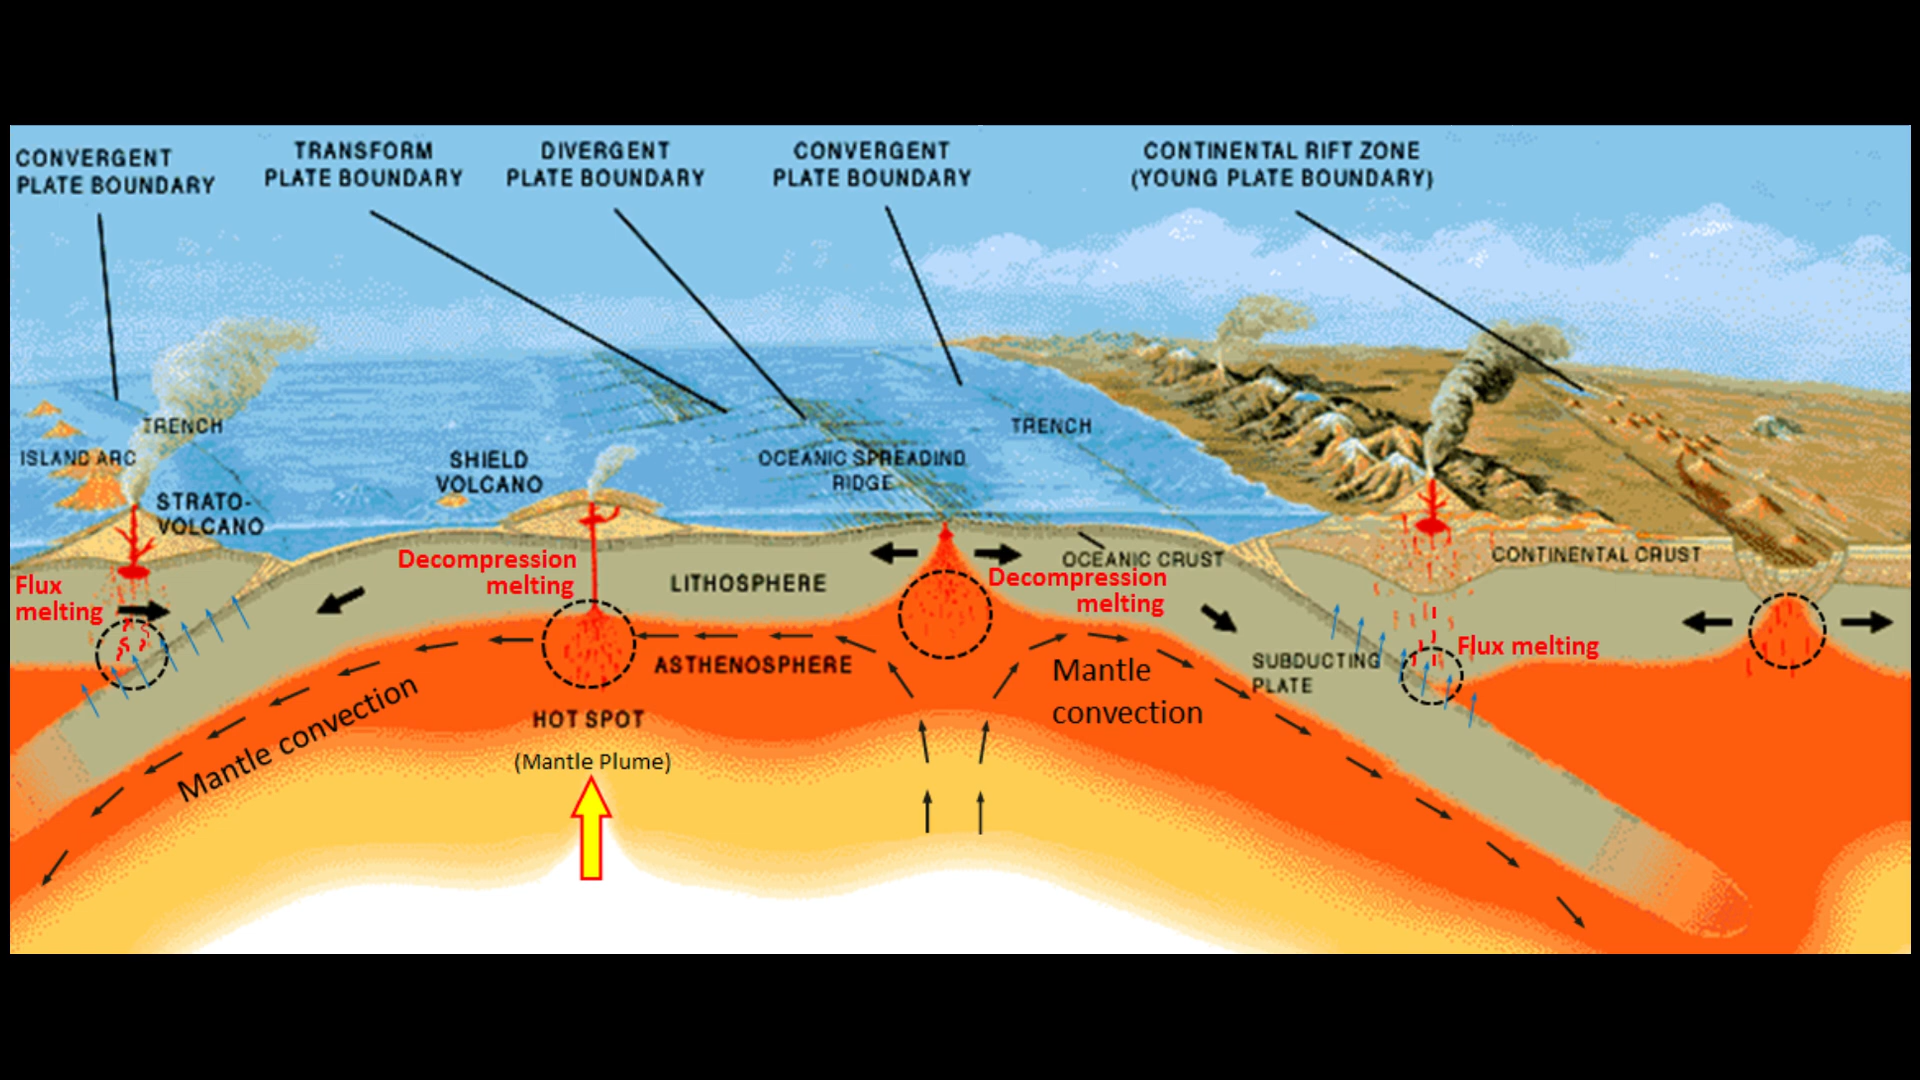 CONVERGENT
PLATE BOUNDARY
TRANSFORM
PLATE BOUNDARY
DIVERGENT
PLATE BOUNDARY
CONVERGENT
PLATE BOUNDARY
CONTINENTAL RIFT ZONE
(YOUNG PLATE BOUNDARY)
TRENCH
ISLAND ARC
STRATO-
VOLCANO
SHIELD
VOLCANO
OCEANIC SPREADIND
RIDGE
TRENCH
Flux
melting
Decompression
melting
LITHOSPHERE
Decompression
melting
OCEANIC CRUST
CONTINENTAL CRUST
ASTHENOSPHERE
Mantle
convection
SUBDUCTING
PLATE
Flux melting
Mantle convection
HOT SPOT
(Mantle Plume)